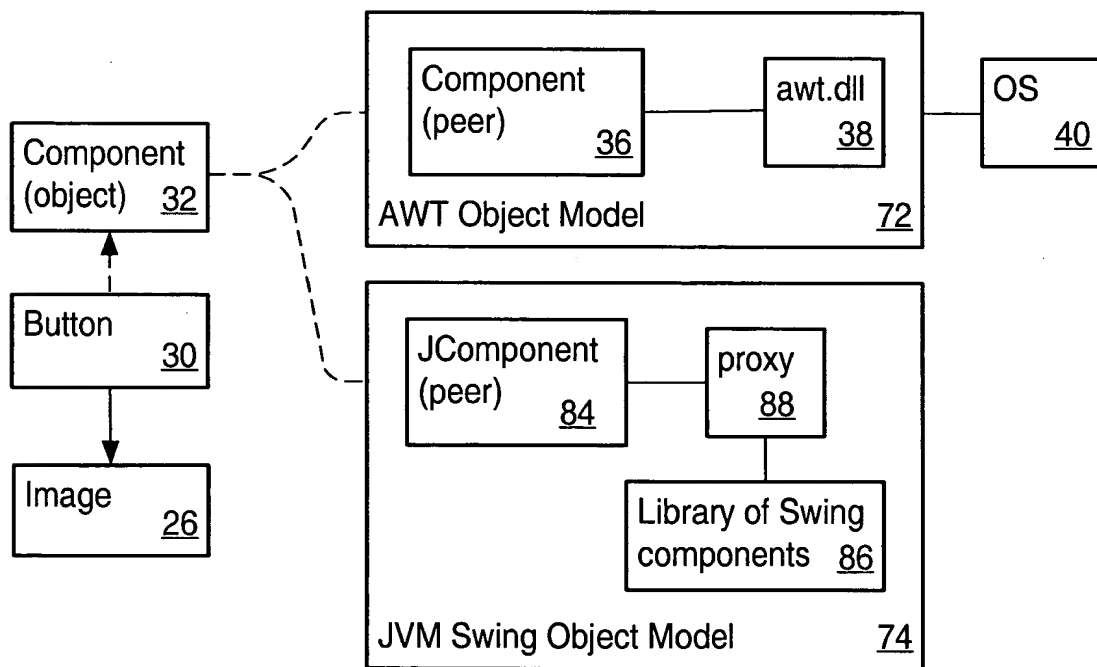 Component
(object) 32
Button
30
Image
26
Component
(peer)
36
awt.dll
38
AWT Object Model 72
OS
40
JComponent
(peer)
84
proxy
88
Library of Swing
components 86
JVM Swing Object Model 74